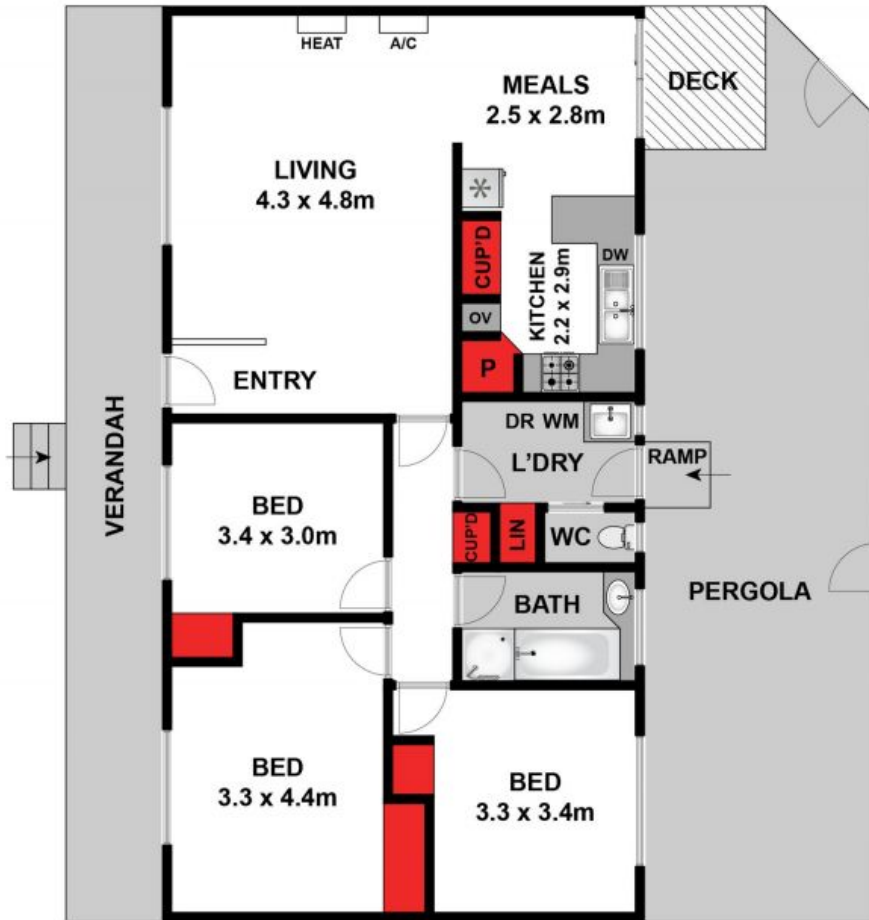 HEAT
A/C
MEALS
2.5 x 2.8m
DECK
LIVING
4.3 x 4.8m
CUP'D
KITCHEN
2.2 x 2.9m
DW
OV
P
ENTRY
VERANDAH
DR WM
L'DRY
RAMP
BED
3.4 x 3.0m
CUP'D
LIN
WC
BATH
PERGOLA
BED
3.3 x 4.4m
BED
3.3 x 3.4m